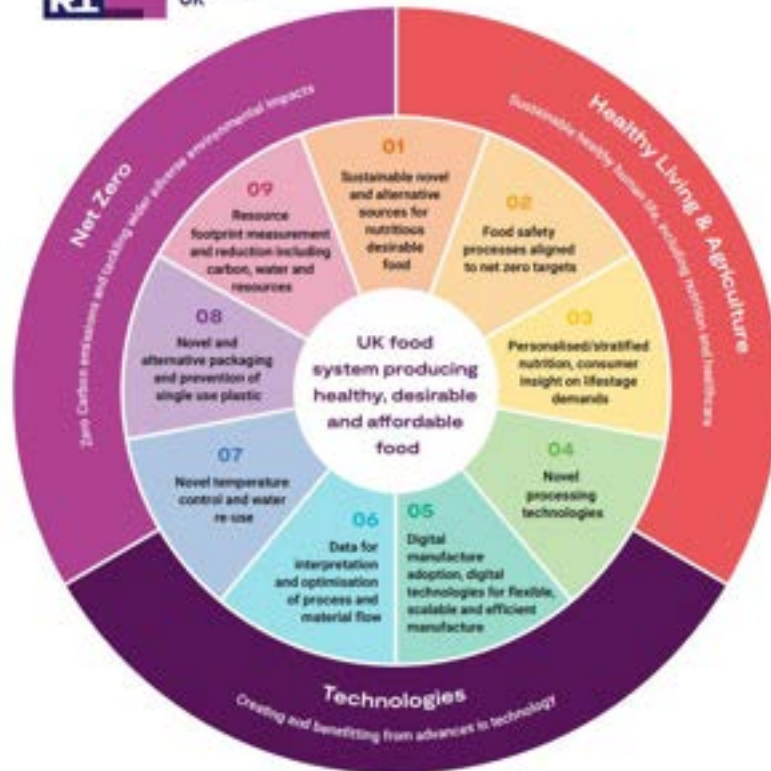 UK
Net Zero
Zero Carbon emissions and tackling wider adverse environmental impacts
Healthy Living & Agriculture
Sustainable healthy human life, including nutrition and healthcare
01
Sustainable novel
and alternative
sources for
nutritious
desirable
food
02
Food safety
processes aligned
to net zero targets
03
Personalised/stratified
nutrition, consumer
insight on lifestage
demands
04
Novel
processing
technologies
05
Digital
manufacture
adoption, digital
technologies for flexible,
scalable and efficient
manufacture
06
Data for
interpretation
and optimisation
of process and
material flow
07
Novel temperature
control and water
re use
08
Novel and
alternative packaging
and prevention of
single use plastic
09
Resource
footprint measurement
and reduction including
carbon, water and
resources
UK food
system producing
healthy, desirable
and affordable
food
Technologies
Creating and benefitting from advances in technology